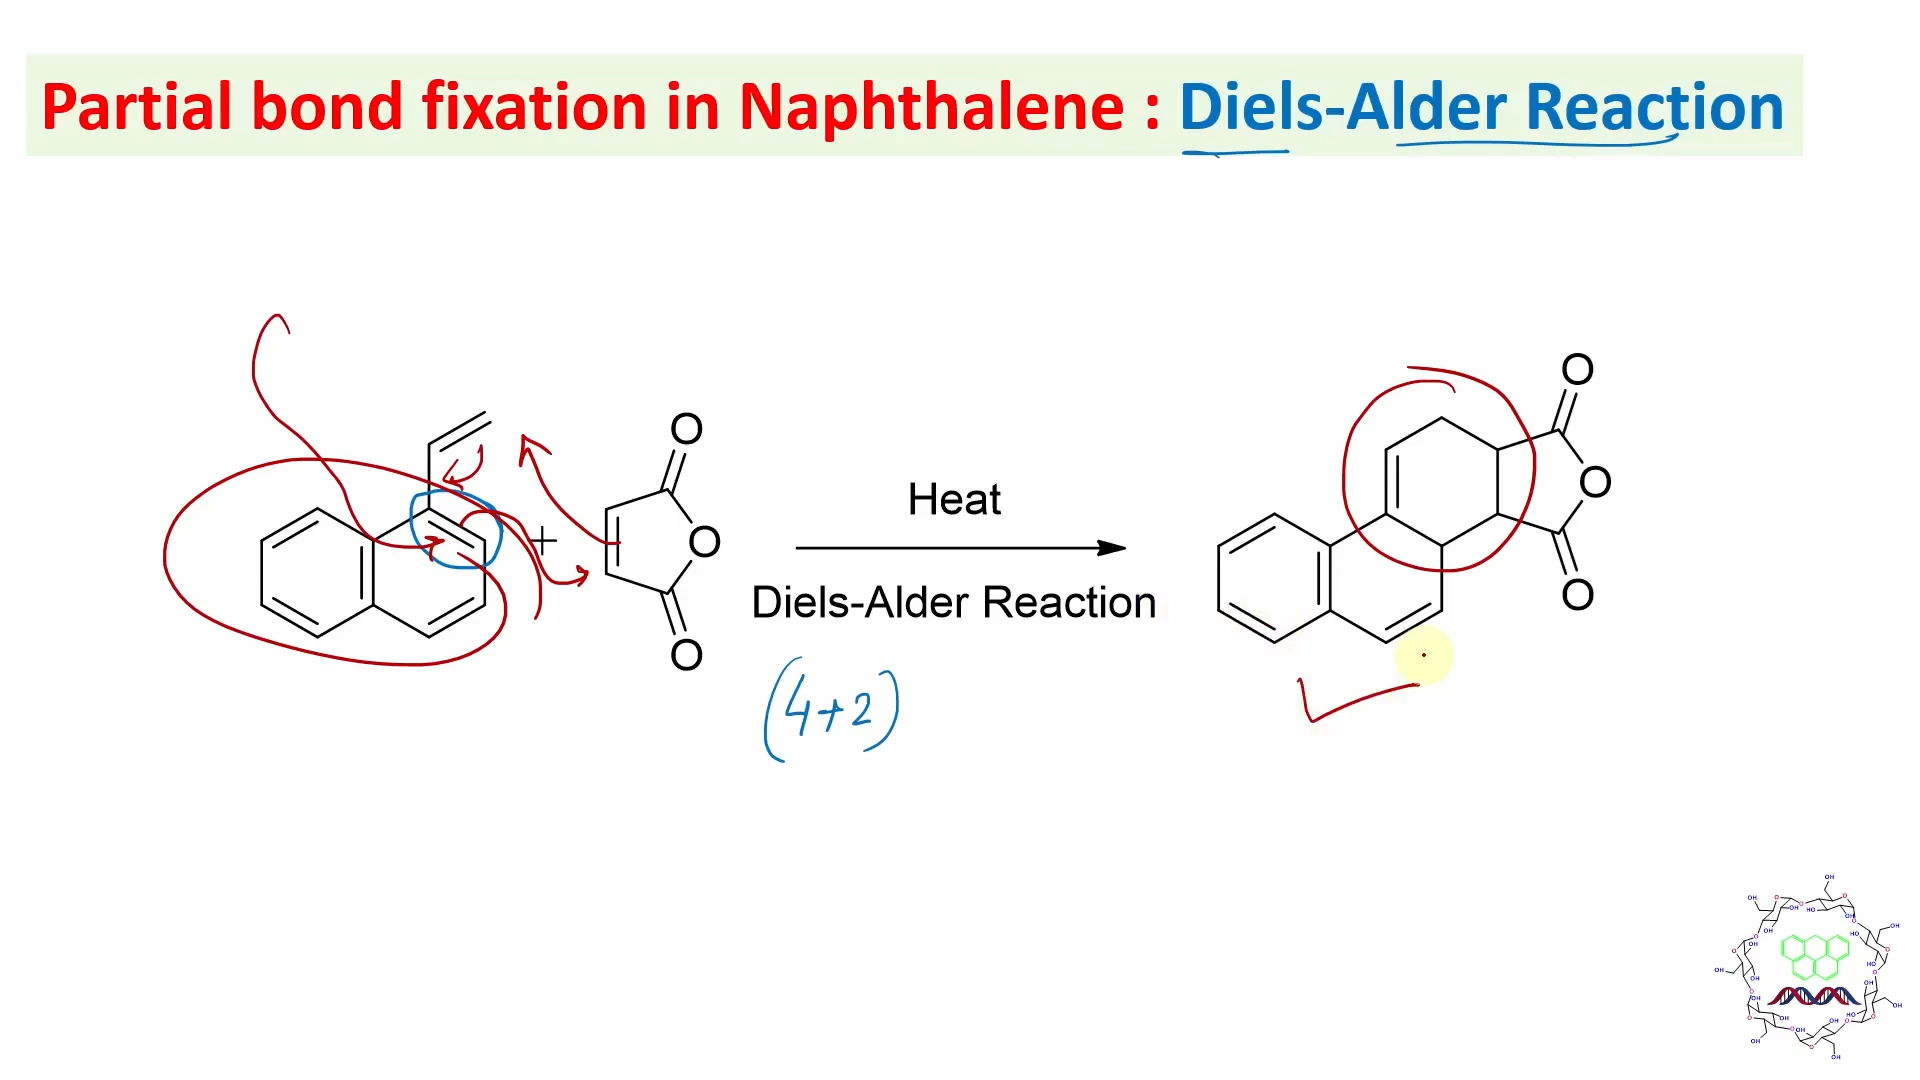 Partial bond fixation in Naphthalene : Diels-Alder Reaction
O
O
O
+
Heat
Diels-Alder Reaction
(4+2)
O
O
O